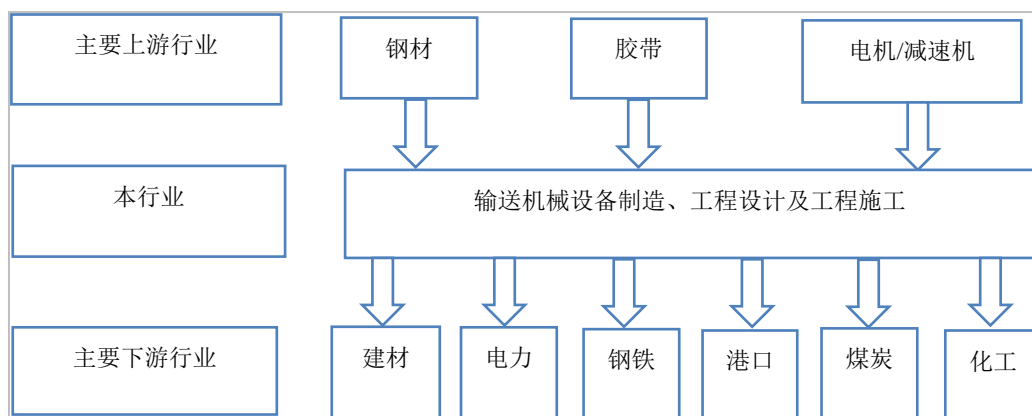 主要上游行业
钢材
胶带
电机/减速机
本行业
输送机械设备制造、工程设计及工程施工
主要下游行业
建材
电力
钢铁
港口
煤炭
化工